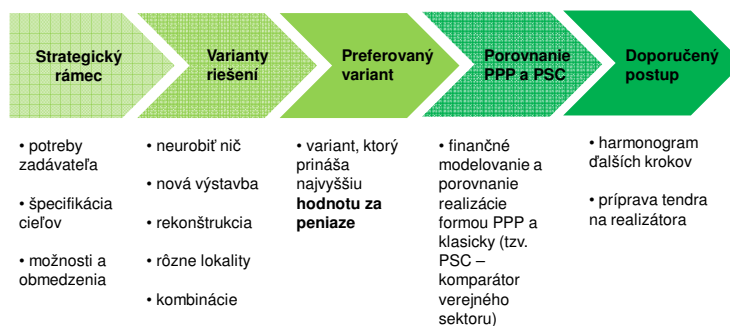 Strategický
rámec
Varianty
riešení
Preferovaný
variant
Porovnanie
PPP a PSC
Doporučený
postup
• potreby
zadávateľa
• špecifikácia
cieľov
• možnosti a
obmedzenia
• neurobiť nič
• nová výstavba
• rekonštrukcia
• rôzne lokality
• kombinácie
• variant, ktorý
prináša
najvyššiu
hodnotu za
peniaze
• finančné
modelovanie a
porovnanie
realizácie
formou PPP a
klasicky (tzv.
PSC –
komparátor
verejného
sektoru)
• harmonogram
ďalších krokov
• príprava tendra
na realizátora